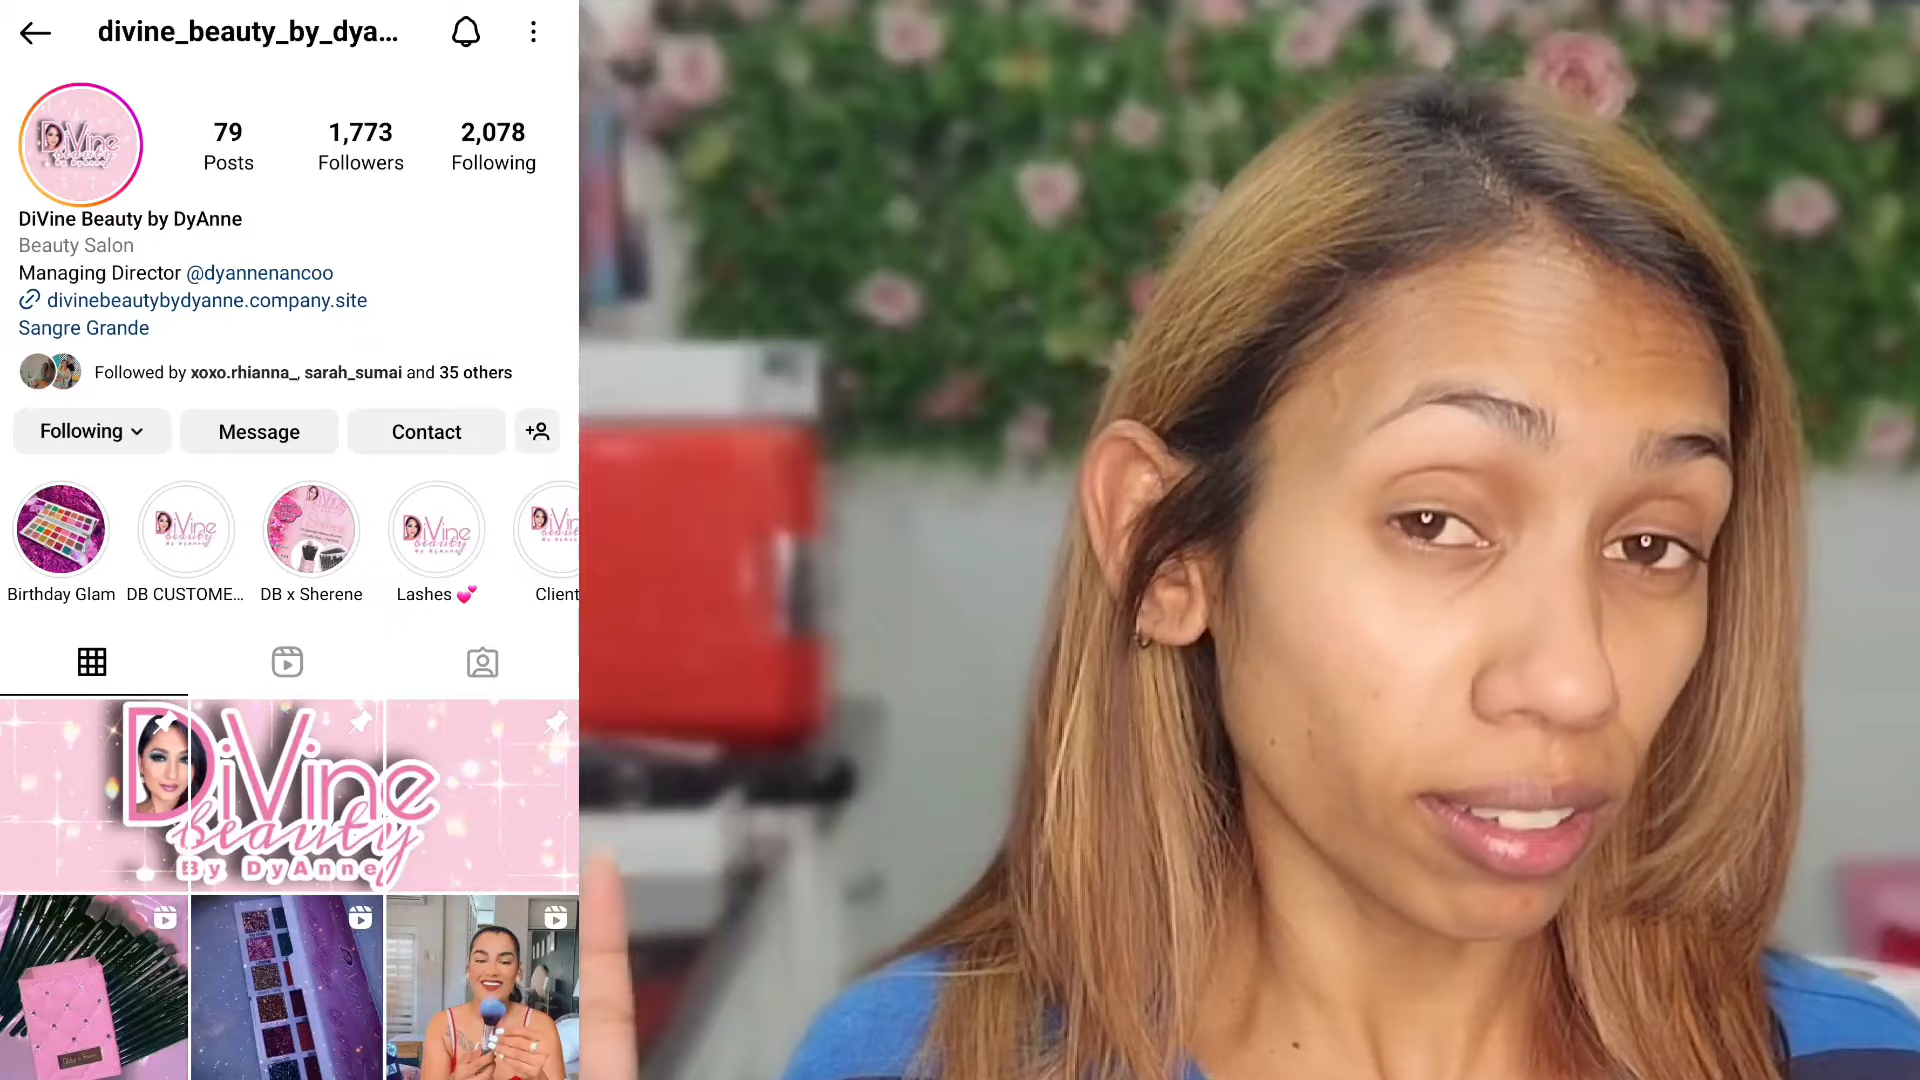 divine_beauty_by_dya...
79
Posts
1,773
Followers
2,078
Following
DiVine Beauty by DyAnne
Beauty Salon
Managing Director @dyannenancoo
divinebeautybydyanne.company.site
Sangre Grande
Followed by xoxo.rhianna_, sarah_sumai and 35 others
Following
Message
Contact
Birthday Glam
DB CUSTOME...
DB x Sherene
Lashes 💕
Client
DiVine
Beauty
By DyAnne